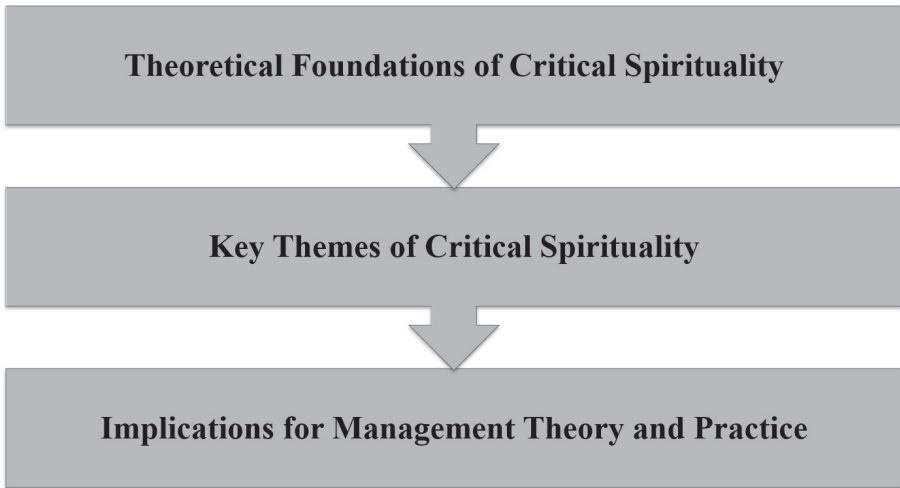 Theoretical Foundations of Critical Spirituality
Key Themes of Critical Spirituality
Implications for Management Theory and Practice